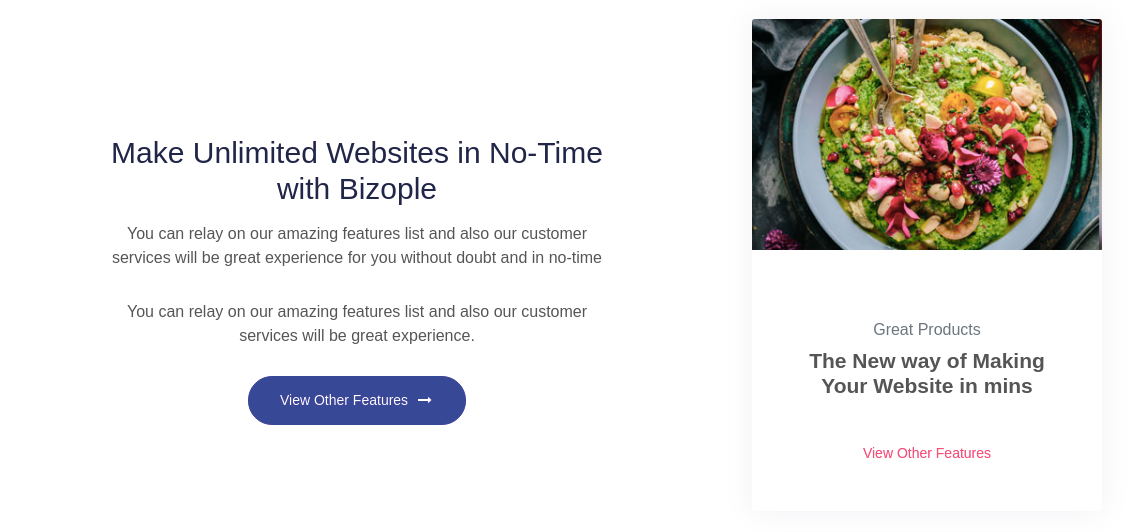 Make Unlimited Websites in No-Time
with Bizople
You can relay on our amazing features list and also our customer
services will be great experience for you without doubt and in no-time
You can relay on our amazing features list and also our customer
services will be great experience.
View Other Features
Great Products
The New way of Making
Your Website in mins
View Other Features